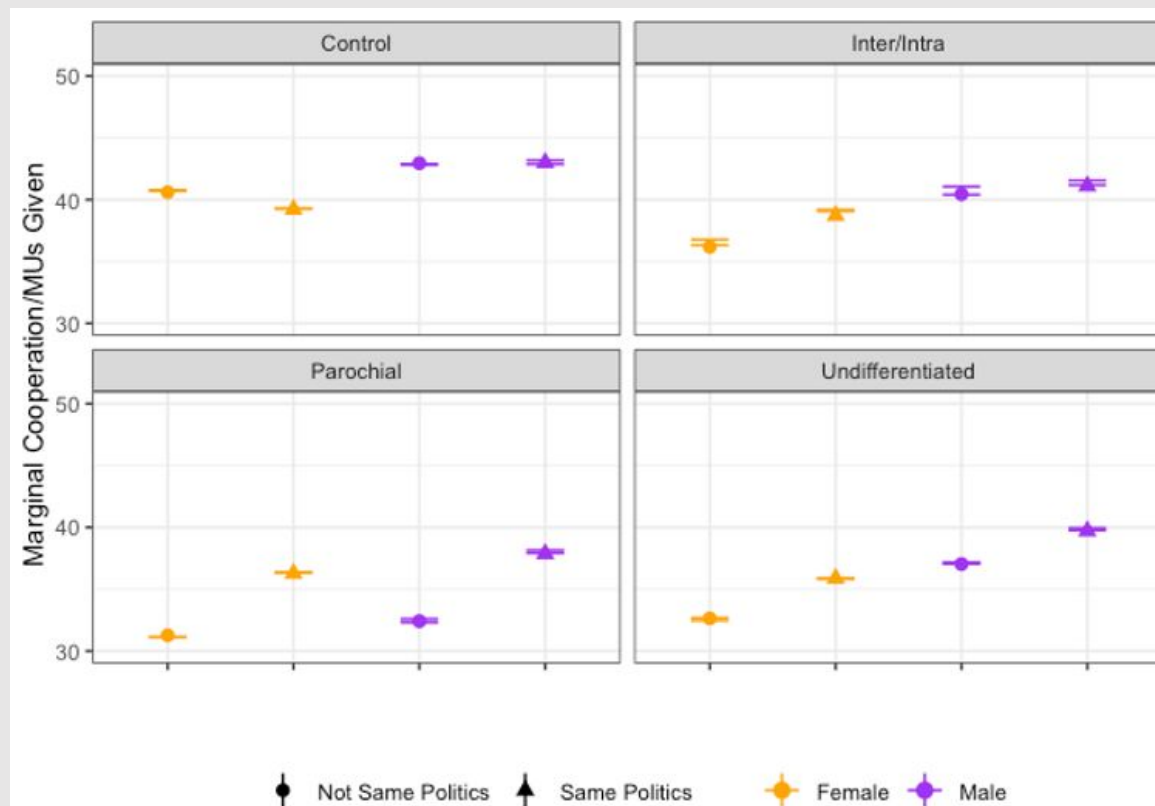 Control
Inter/Intra
50
40
30
Parochial
Undifferentiated
50
40
30
Marginal Cooperation/MUs Given
Not Same Politics Same Politics Female Male